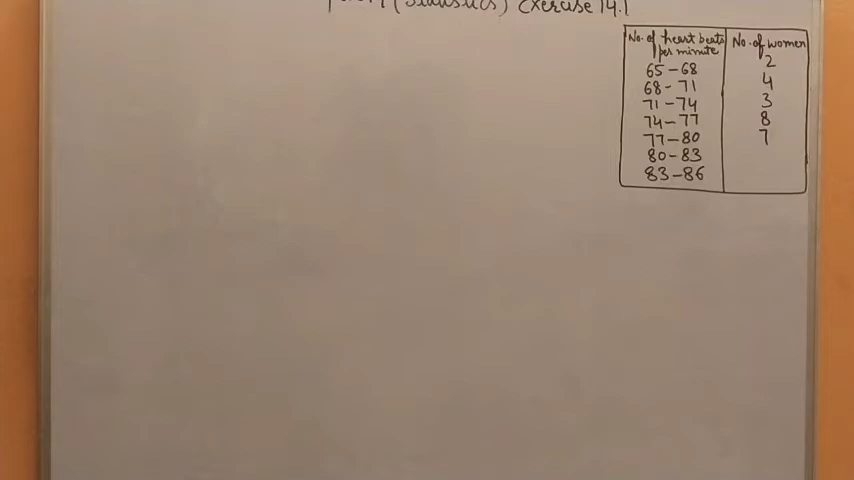 (Statistics) Exercise 14.1
No. of heart beats per minute | No. of women
65-68 | 2
68-71 | 4
71-74 | 3
74-77 | 8
77-80 | 7
80-83
83-86